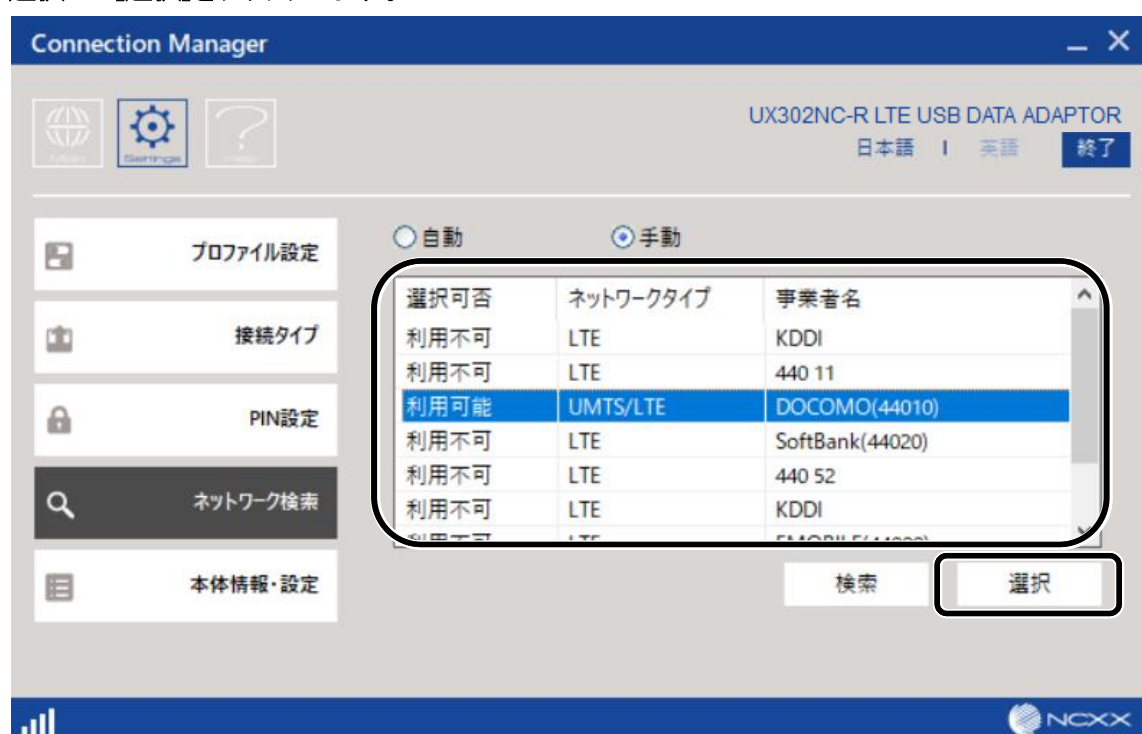 Connection Manager
UX302NC-R LTE USB DATA ADAPTOR
Settings
日本語 | 英語 終了
プロファイル設定
接続タイプ
PIN設定
ネットワーク検索
本体情報・設定
自動 手動
選択可否 ネットワークタイプ 事業者名
利用不可 LTE KDDI
利用不可 LTE 440 11
利用可能 UMTS/LTE DOCOMO(44010)
利用不可 LTE SoftBank(44020)
利用不可 LTE 440 52
利用不可 LTE KDDI
検索 選択
NCXX